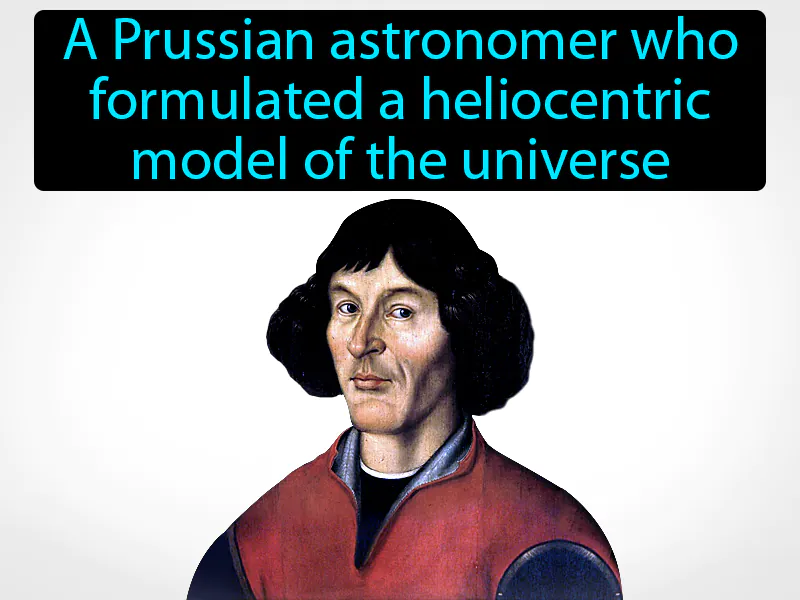 A Prussian astronomer who
formulated a heliocentric
model of the universe